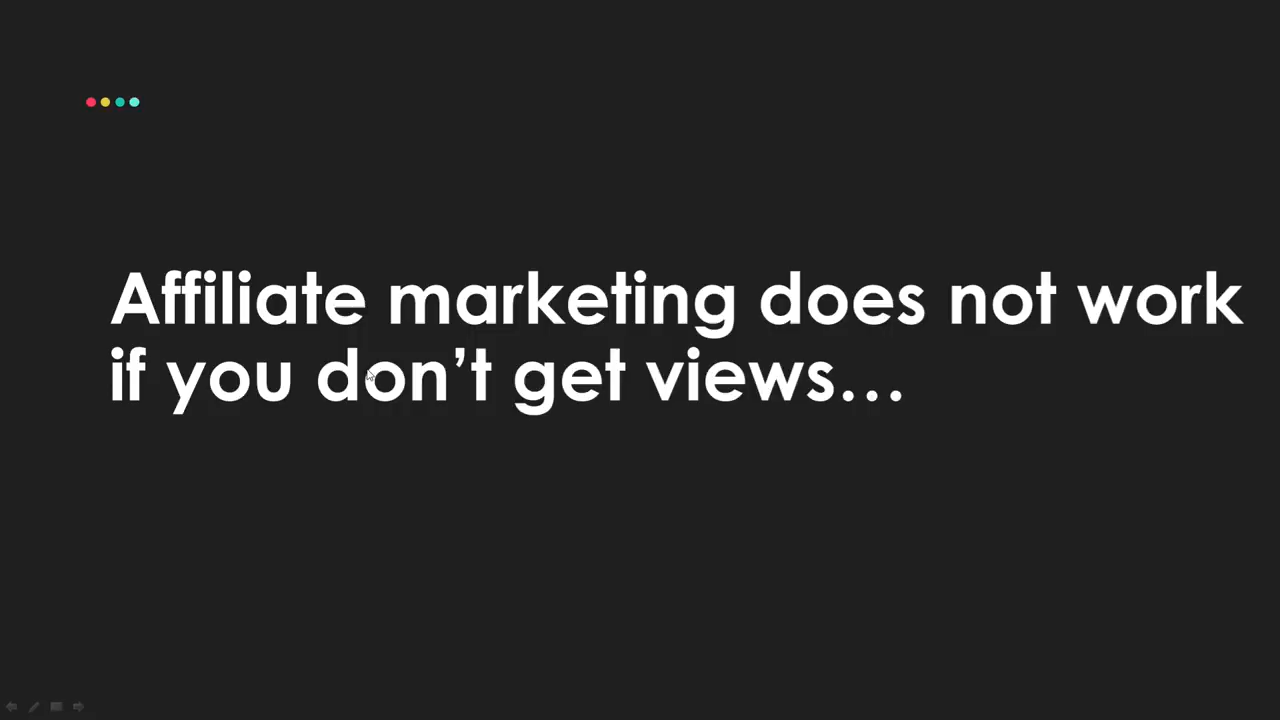 Affiliate marketing does not work
if you don’t get views…